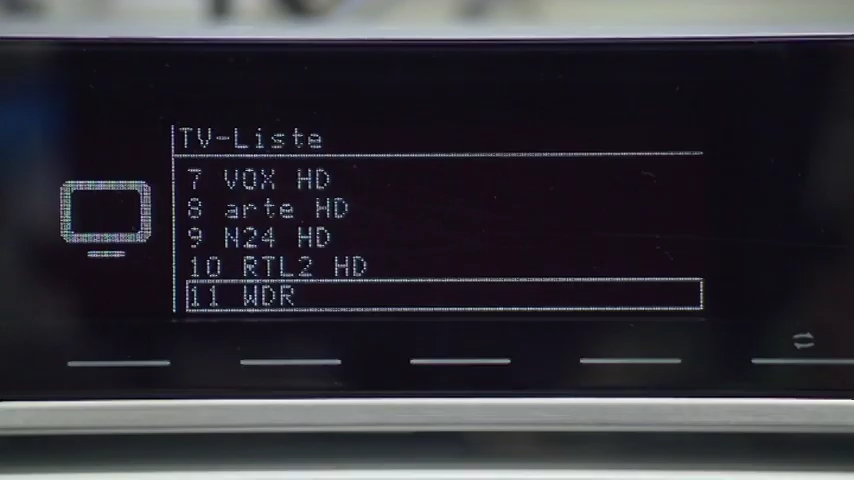 TV-Liste
7 VOX HD
8 arte HD
9 N24 HD
10 RTL2 HD
11 WDR